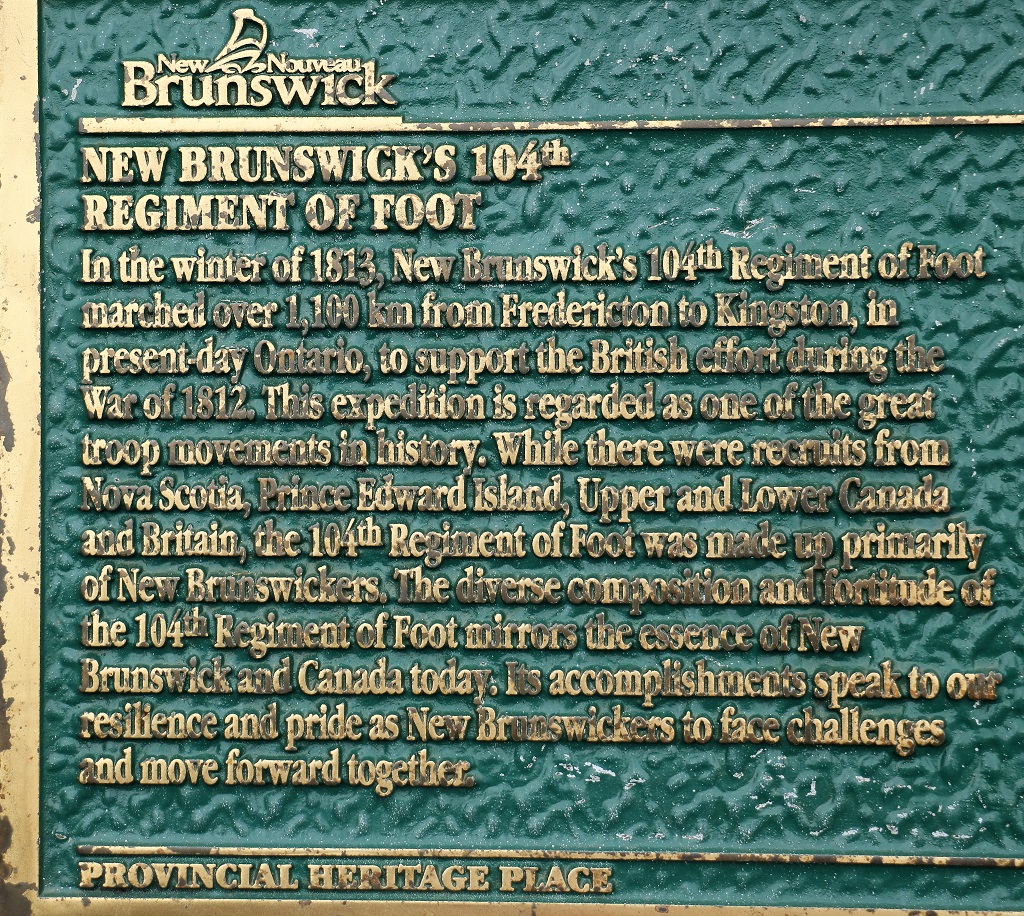 New Nouveau
Brunswick
NEW BRUNSWICK'S 104th
REGIMENT OF FOOT
In the winter of 1813, New Brunswick's 104th Regiment of Foot
marched over 1,100 km from Fredericton to Kingston, in
present-day Ontario, to support the British effort during the
War of 1812. This expedition is regarded as one of the great
troop movements in history. While there were recruits from
Nova Scotia, Prince Edward Island, Upper and Lower Canada
and Britain, the 104th Regiment of Foot was made up primarily
of New Brunswickers. The diverse composition and fortitude of
the 104th Regiment of Foot mirrors the essence of New
Brunswick and Canada today. Its accomplishments speak to our
resilience and pride as New Brunswickers to face challenges
and move forward together.
PROVINCIAL HERITAGE PLACE